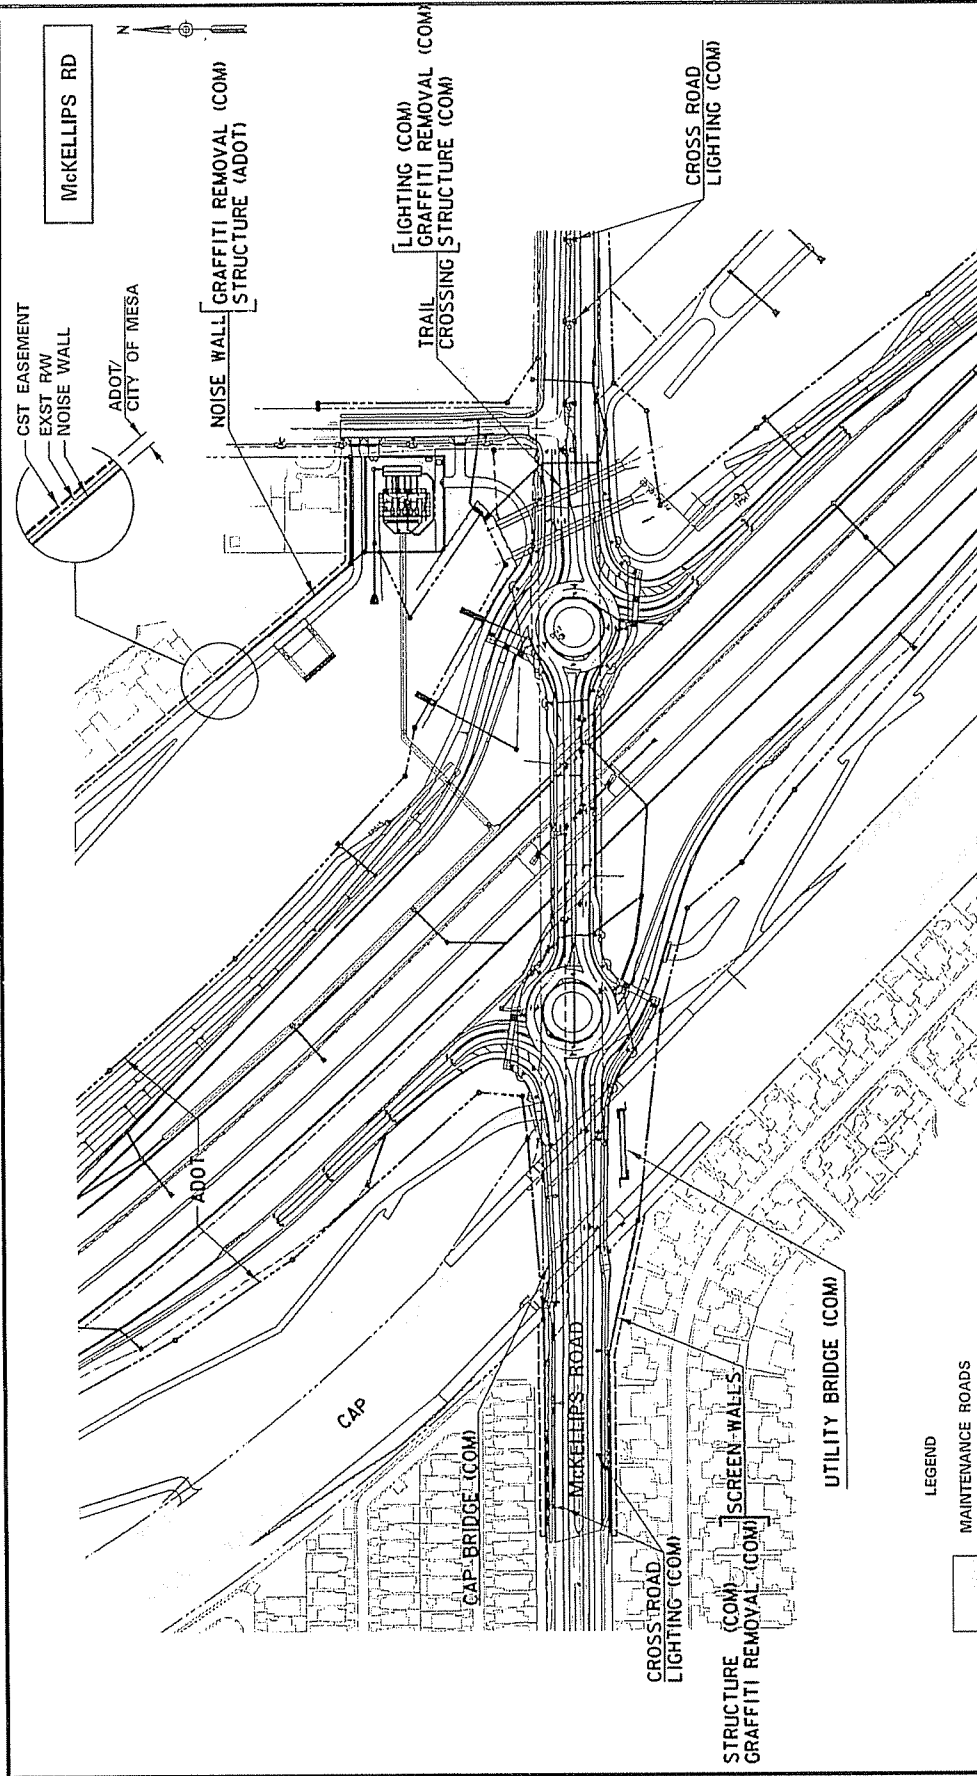 McKELLIPS RD
N
CST EASEMENT
EXST R/W
NOISE WALL
ADOT/
CITY OF MESA
NOISE WALL
GRAFFITI REMOVAL (COM)
STRUCTURE (ADOT)
TRAIL
CROSSING
LIGHTING (COM)
GRAFFITI REMOVAL (COM)
STRUCTURE (COM)
CROSS ROAD
LIGHTING (COM)
ADOT
CAP
CAP BRIDGE (COM)
McKELLIPS ROAD
CROSS ROAD
LIGHTING (COM)
STRUCTURE (COM)
GRAFFITI REMOVAL (COM)
SCREEN WALLS
UTILITY BRIDGE (COM)
LEGEND
MAINTENANCE ROADS